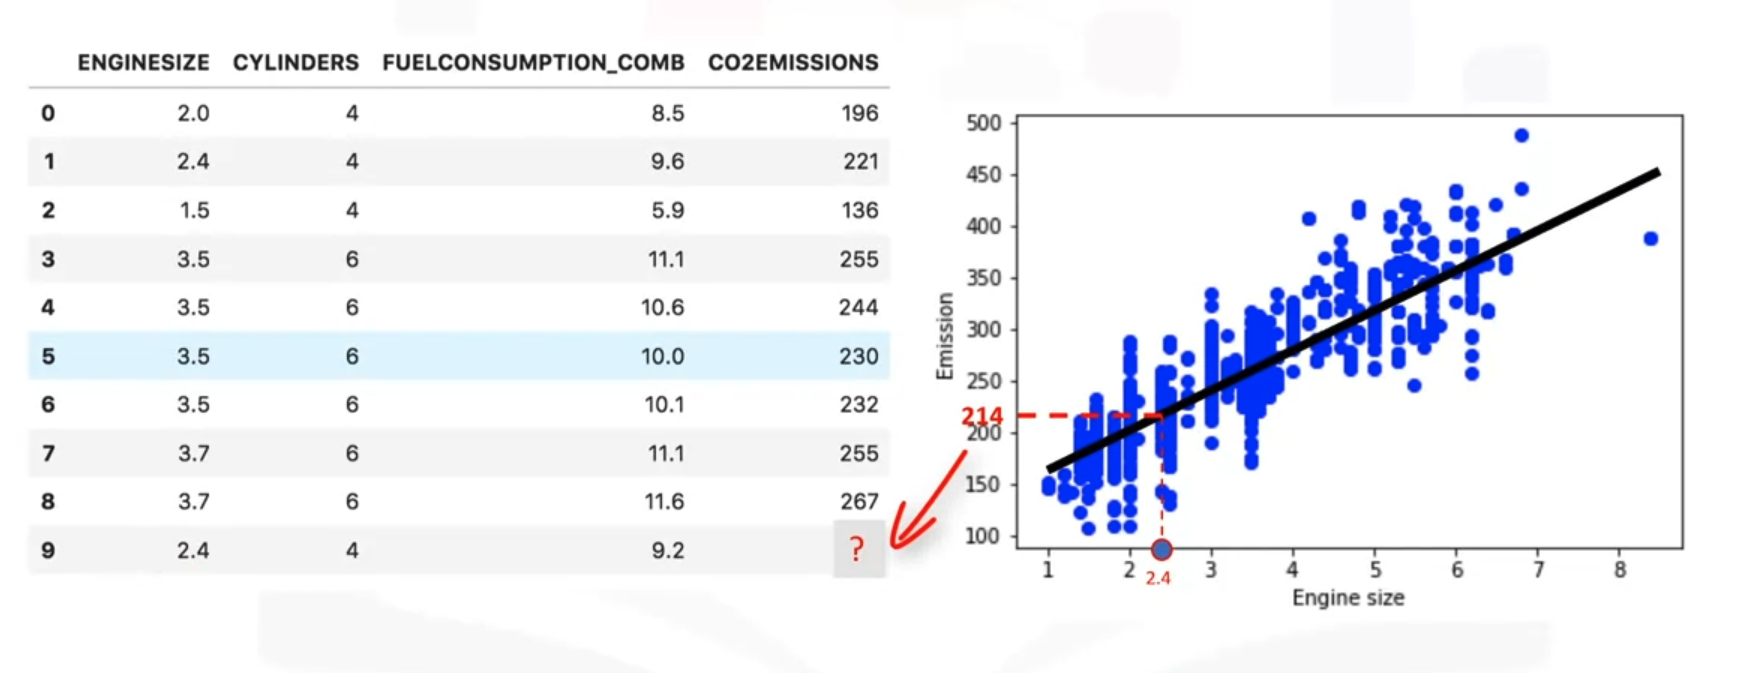 ENGINESIZE CYLINDERS FUELCONSUMPTION_COMB CO2EMISSIONS
0 2.0 4 8.5 196
1 2.4 4 9.6 221
2 1.5 4 5.9 136
3 3.5 6 11.1 255
4 3.5 6 10.6 244
5 3.5 6 10.0 230
6 3.5 6 10.1 232
7 3.7 6 11.1 255
8 3.7 6 11.6 267
9 2.4 4 9.2 ?
500
450
400
350
300
250
214
200
150
100
Emission
1 2 3 4 5 6 7 8
2.4
Engine size